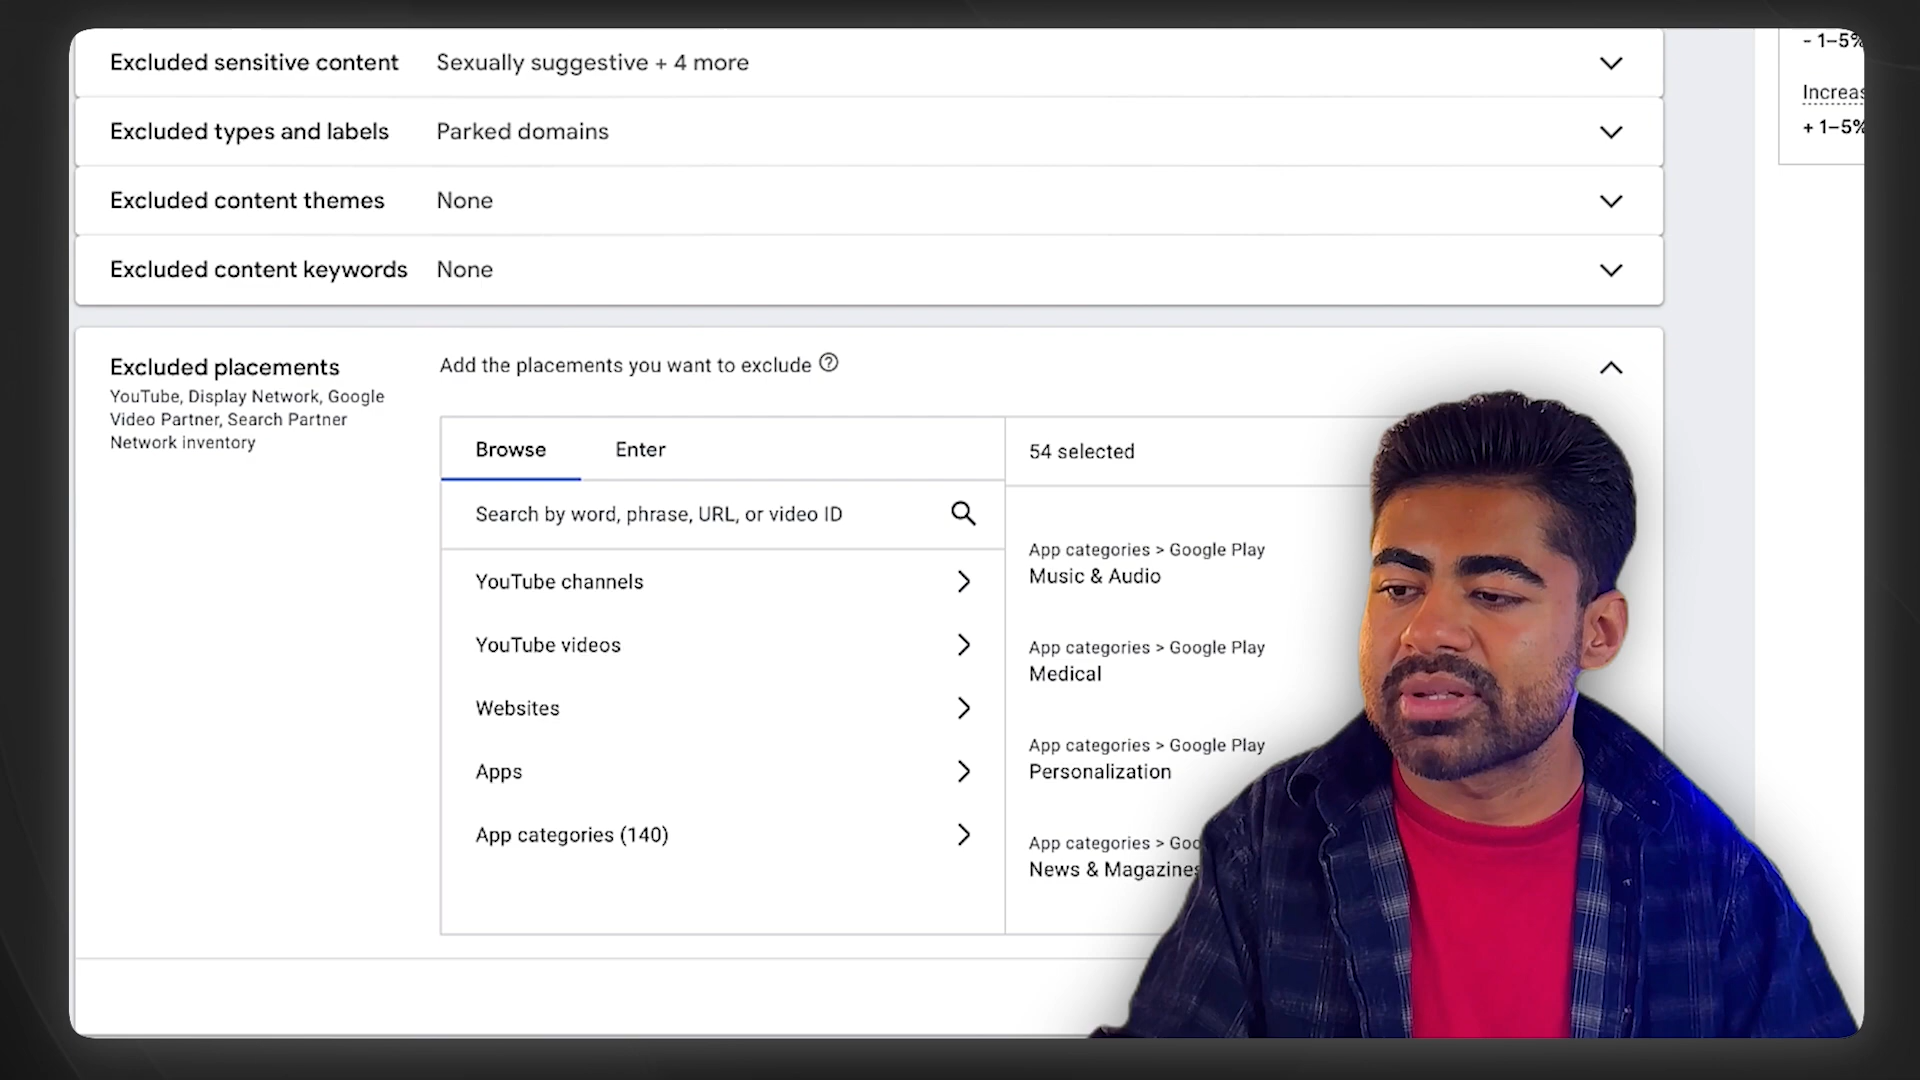 Excluded sensitive content Sexually suggestive + 4 more
Excluded types and labels Parked domains
Excluded content themes None
Excluded content keywords None
- 1–5%
Increas
+ 1–5%
Excluded placements
YouTube, Display Network, Google
Video Partner, Search Partner
Network inventory
Add the placements you want to exclude
Browse Enter
Search by word, phrase, URL, or video ID
YouTube channels
YouTube videos
Websites
Apps
App categories (140)
54 selected
App categories > Google Play
Music & Audio
App categories > Google Play
Medical
App categories > Google Play
Personalization
App categories > Goo
News & Magazines